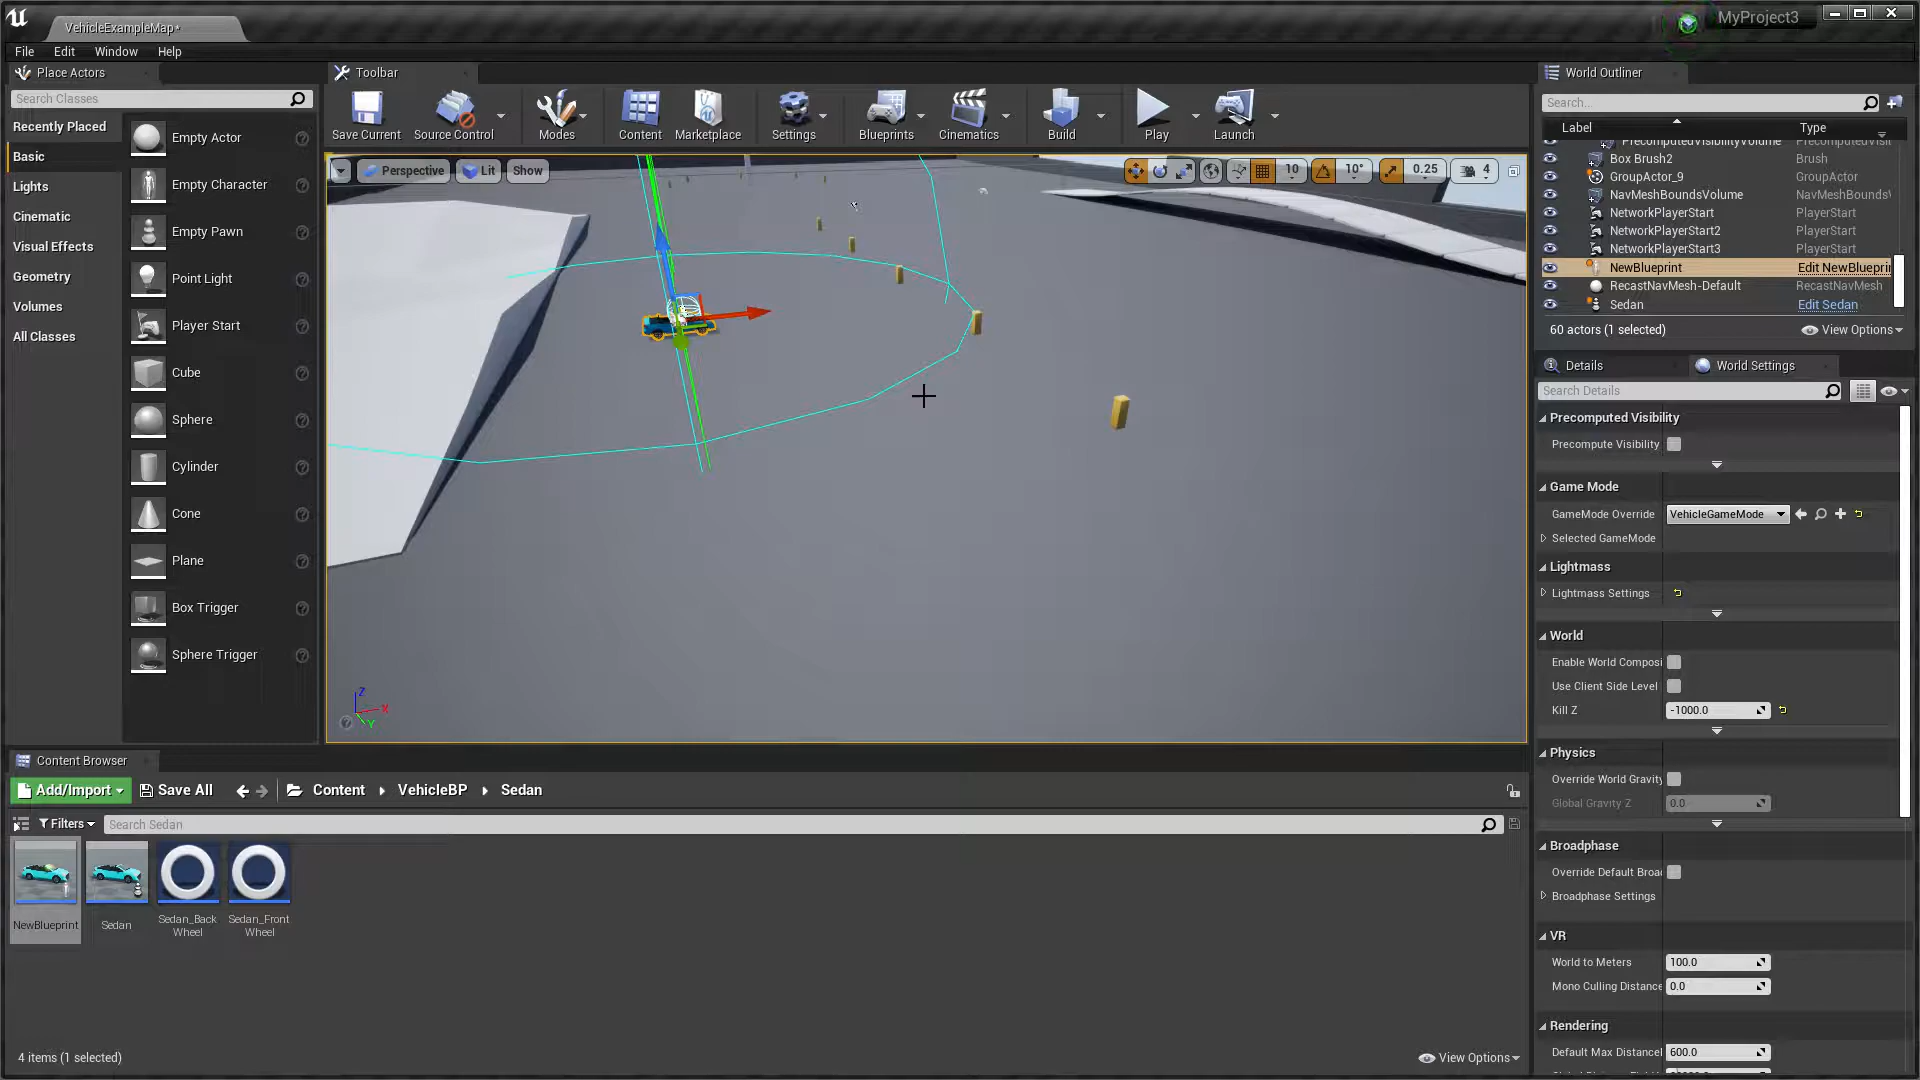 VehicleExampleMap*
MyProject3
File Edit Window Help
Place Actors
Search Classes
Recently Placed
Basic
Lights
Cinematic
Visual Effects
Geometry
Volumes
All Classes
Empty Actor
Empty Character
Empty Pawn
Point Light
Player Start
Cube
Sphere
Cylinder
Cone
Plane
Box Trigger
Sphere Trigger
Toolbar
Save Current Source Control Modes Content Marketplace Settings Blueprints Cinematics Build Play Launch
Perspective Lit Show
10 10° 0.25 4
Z
X
Y
World Outliner
Search...
Label Type
PrecomputedVisibilityVolume
Box Brush2 Brush
GroupActor_9 GroupActor
NavMeshBoundsVolume NavMeshBoundsV
NetworkPlayerStart PlayerStart
NetworkPlayerStart2 PlayerStart
NetworkPlayerStart3 PlayerStart
NewBlueprint Edit NewBlueprin
RecastNavMesh-Default RecastNavMesh
Sedan Edit Sedan
60 actors (1 selected) View Options
Details World Settings
Search Details
Precomputed Visibility
Precompute Visibility
Game Mode
GameMode Override VehicleGameMode
Selected GameMode
Lightmass
Lightmass Settings
World
Enable World Composi
Use Client Side Level
Kill Z -1000.0
Physics
Override World Gravity
Global Gravity Z 0.0
Broadphase
Override Default Broa
Broadphase Settings
VR
World to Meters 100.0
Mono Culling Distance 0.0
Rendering
Default Max Distance 600.0
Content Browser
Add/Import Save All Content VehicleBP Sedan
Filters Search Sedan
NewBlueprint
Sedan
Sedan_Back
Wheel
Sedan_Front
Wheel
4 items (1 selected)
View Options